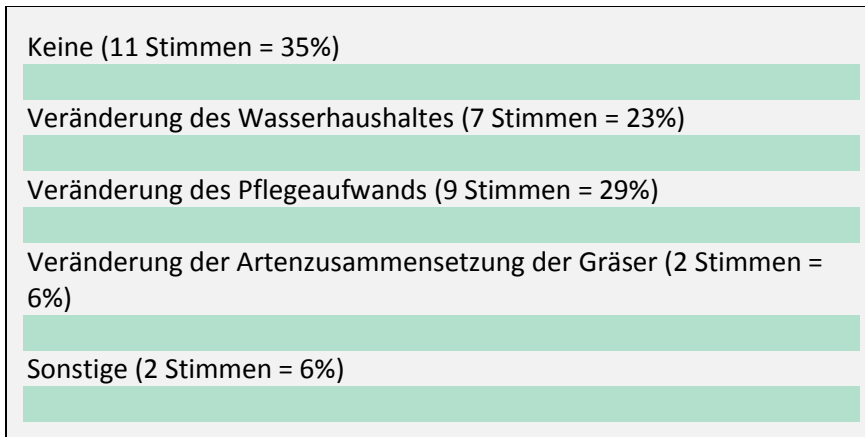 Keine (11 Stimmen = 35%)
Veränderung des Wasserhaushaltes (7 Stimmen = 23%)
Veränderung des Pflegeaufwands (9 Stimmen = 29%)
Veränderung der Artenzusammensetzung der Gräser (2 Stimmen =
6%)
Sonstige (2 Stimmen = 6%)